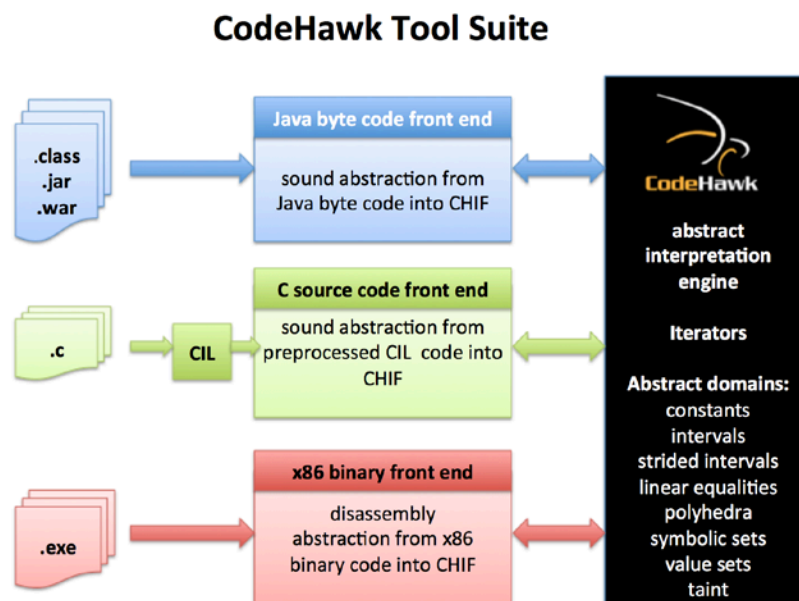 CodeHawk Tool Suite
.class
.jar
.war
Java byte code front end
sound abstraction from
Java byte code into CHIF
.c
CIL
C source code front end
sound abstraction from
preprocessed CIL code into
CHIF
.exe
x86 binary front end
disassembly
abstraction from x86
binary code into CHIF
CodeHawk
abstract
interpretation
engine
Iterators
Abstract domains:
constants
intervals
strided intervals
linear equalities
polyhedra
symbolic sets
value sets
taint